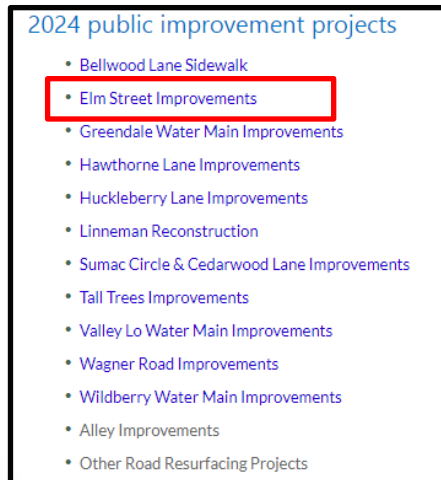 2024 public improvement projects
• Bellwood Lane Sidewalk
• Elm Street Improvements
• Greendale Water Main Improvements
• Hawthorne Lane Improvements
• Huckleberry Lane Improvements
• Linneman Reconstruction
• Sumac Circle & Cedarwood Lane Improvements
• Tall Trees Improvements
• Valley Lo Water Main Improvements
• Wagner Road Improvements
• Wildberry Water Main Improvements
• Alley Improvements
• Other Road Resurfacing Projects